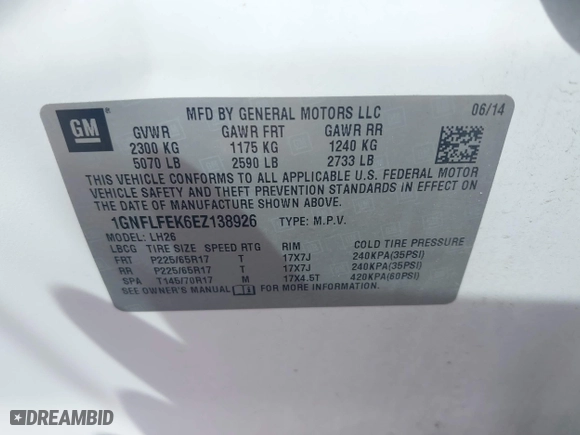 GM
MFD BY GENERAL MOTORS LLC
06/14
GVWR GAWR FRT GAWR RR
2300 KG 1175 KG 1240 KG
5070 LB 2590 LB 2733 LB
THIS VEHICLE CONFORMS TO ALL APPLICABLE U.S. FEDERAL MOTOR
VEHICLE SAFETY AND THEFT PREVENTION STANDARDS IN EFFECT ON
THE DATE OF MANUFACTURE SHOWN ABOVE.
1GNFLFEK6EZ138926 TYPE: M.P.V.
MODEL: LH26
LBCG TIRE SIZE SPEED RTG RIM COLD TIRE PRESSURE
FRT P225/65R17 T 17X7J 240KPA(35PSI)
RR P225/65R17 T 17X7J 240KPA(35PSI)
SPA T145/70R17 M 17X4.5T 420KPA(60PSI)
SEE OWNER'S MANUAL FOR MORE INFORMATION
DREAMBID